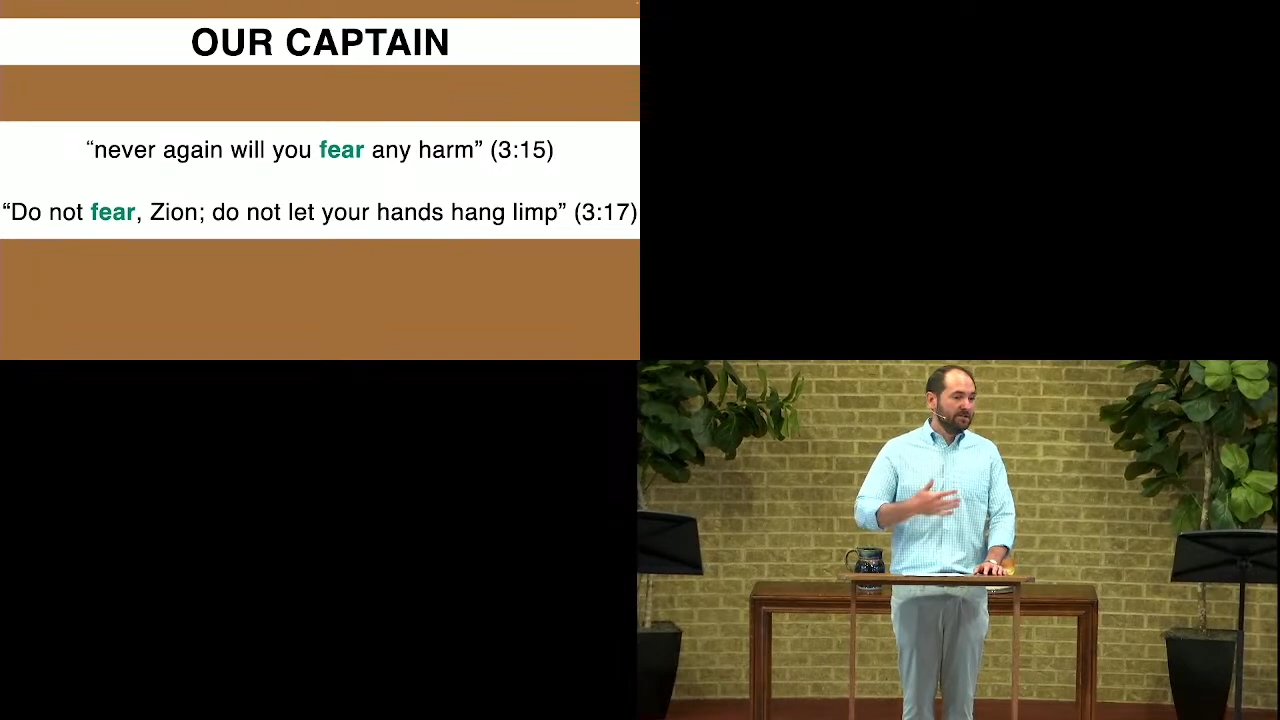 OUR CAPTAIN
“never again will you fear any harm” (3:15)
“Do not fear, Zion; do not let your hands hang limp” (3:17)